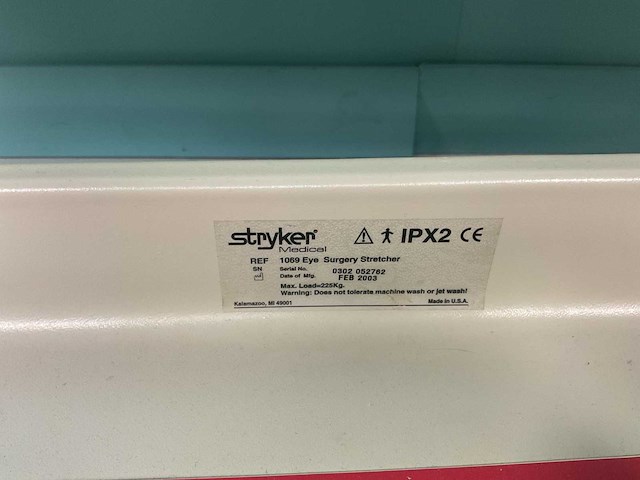 stryker®
Medical
IPX2 CE
REF 1069 Eye Surgery Stretcher
SN Serial No. 0302 052762
Date of Mfg. FEB 2003
Max. Load=225Kg.
Warning: Does not tolerate machine wash or jet wash!
Kalamazoo, MI 49001 Made in U.S.A.